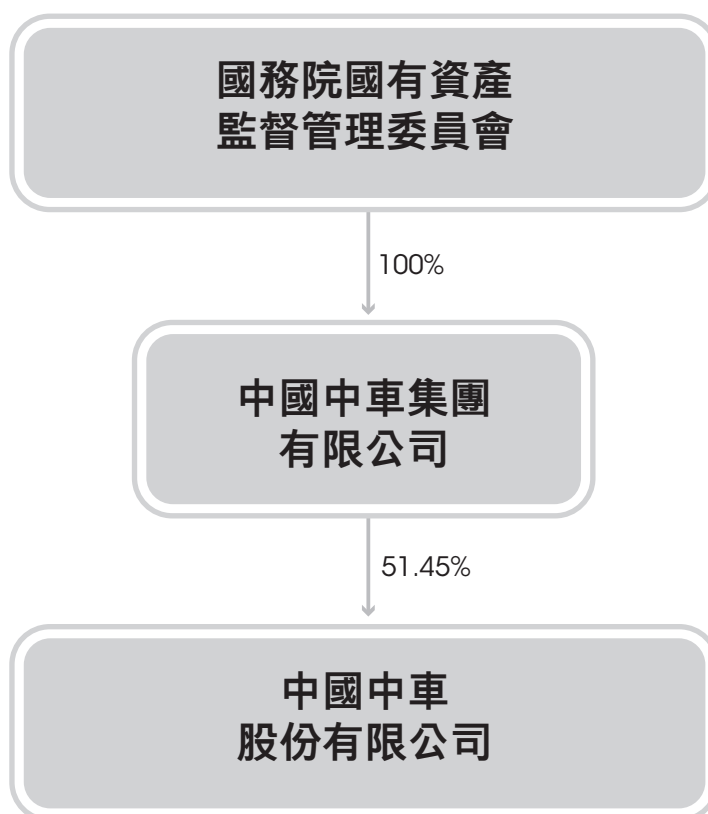 國務院國有資產
監督管理委員會
100%
中國中車集團
有限公司
51.45%
中國中車
股份有限公司